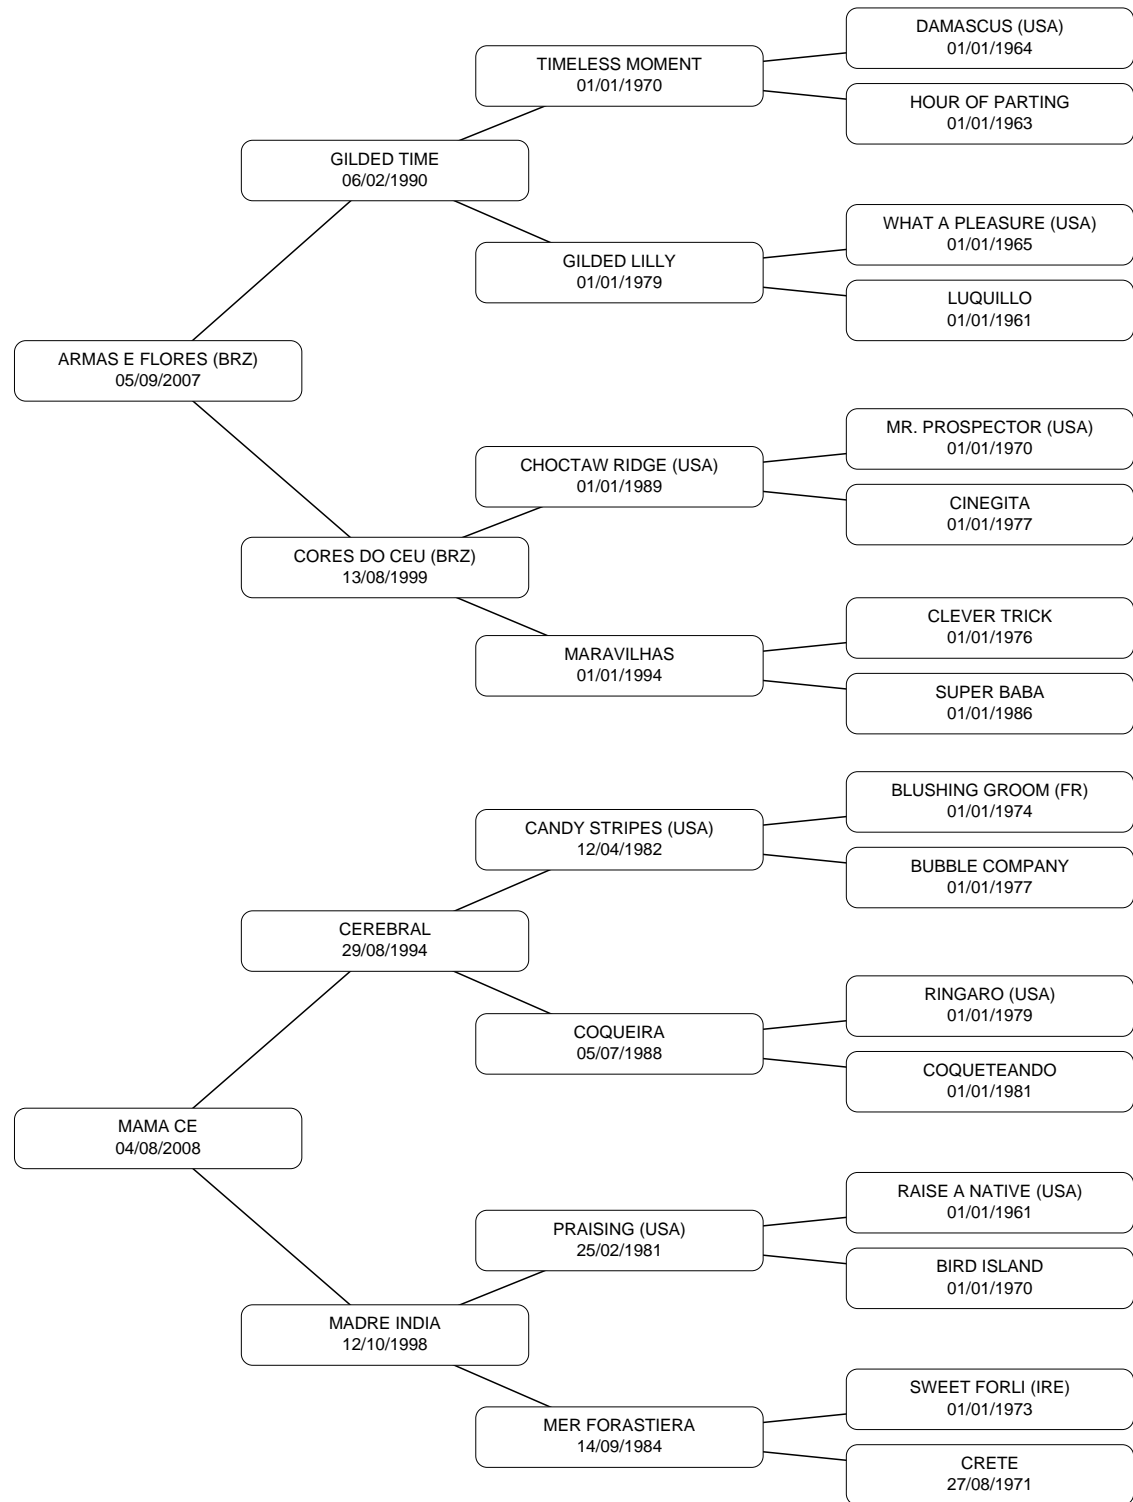 DAMASCUS (USA)
01/01/1964
TIMELESS MOMENT
01/01/1970
HOUR OF PARTING
01/01/1963
GILDED TIME
06/02/1990
WHAT A PLEASURE (USA)
01/01/1965
GILDED LILLY
01/01/1979
LUQUILLO
01/01/1961
ARMAS E FLORES (BRZ)
05/09/2007
MR. PROSPECTOR (USA)
01/01/1970
CHOCTAW RIDGE (USA)
01/01/1989
CINEGITA
01/01/1977
CORES DO CEU (BRZ)
13/08/1999
CLEVER TRICK
01/01/1976
MARAVILHAS
01/01/1994
SUPER BABA
01/01/1986
BLUSHING GROOM (FR)
01/01/1974
CANDY STRIPES (USA)
12/04/1982
BUBBLE COMPANY
01/01/1977
CEREBRAL
29/08/1994
RINGARO (USA)
01/01/1979
COQUEIRA
05/07/1988
COQUETEANDO
01/01/1981
MAMA CE
04/08/2008
RAISE A NATIVE (USA)
01/01/1961
PRAISING (USA)
25/02/1981
BIRD ISLAND
01/01/1970
MADRE INDIA
12/10/1998
SWEET FORLI (IRE)
01/01/1973
MER FORASTIERA
14/09/1984
CRETE
27/08/1971